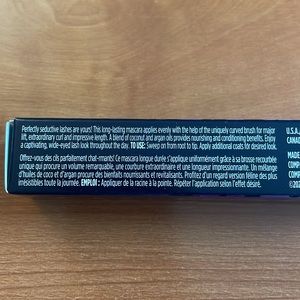 Perfectly seductive lashes are yours! This long-lasting mascara applies evenly with the help of the uniquely curved brush for major
lift, extraordinary curl and impressive length. A blend of coconut and argan oils provides nourishing and conditioning benefits. Enjoy
a captivating, wide-eyed lash look throughout the day. TO USE: Sweep on from root to tip. Apply additional coats for desired look.
Offrez-vous des cils parfaitement chat-rmants! Ce mascara longue durée s'applique uniformément grâce à sa brosse recourbée
unique qui procure un volume remarquable, une courbure extraordinaire et une longueur impressionnante. Un mélange
d'huiles de coco et d'argan procure des bienfaits nourrissants et revitalisants. Profitez d'un regard version féline des plus
irrésistibles toute la journée. EMPLOI : Appliquer de la racine à la pointe. Répéter l'application selon l'effet désiré.
U.S.A.
CANAD
MADE
COMP
COMP
©202